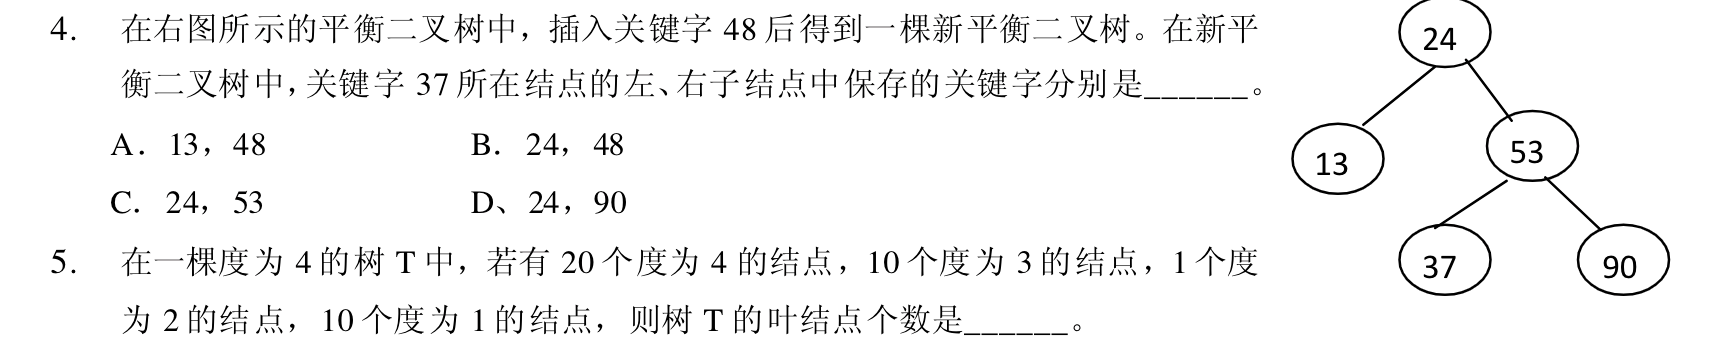 4. 在右图所示的平衡二叉树中，插入关键字 48 后得到一棵新平衡二叉树。在新平
衡二叉树中，关键字 37 所在结点的左、右子结点中保存的关键字分别是______。
A．13，48 B．24，48
C．24，53 D、24，90
5. 在一棵度为 4 的树 T 中，若有 20 个度为 4 的结点，10 个度为 3 的结点，1 个度
为 2 的结点，10 个度为 1 的结点，则树 T 的叶结点个数是______。
24
13
53
37
90